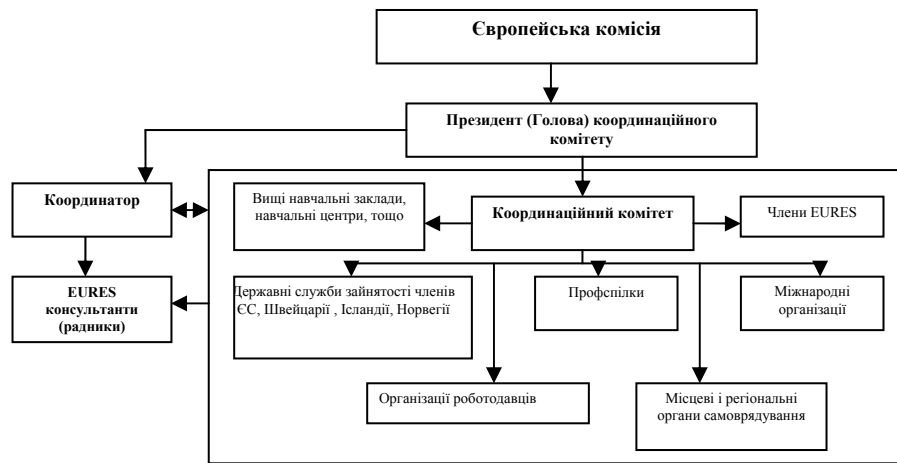 Європейська комісія
Президент (Голова) координаційного
комітету
Координатор
Вищі навчальні заклади,
навчальні центри, тощо
Координаційний комітет
Члени EURES
EURES
консультанти
(радники)
Державні служби зайнятості членів
ЄС, Швейцарії , Ісландії, Норвегії
Профспілки
Міжнародні
організації
Організації роботодавців
Місцеві і регіональні
органи самоврядування